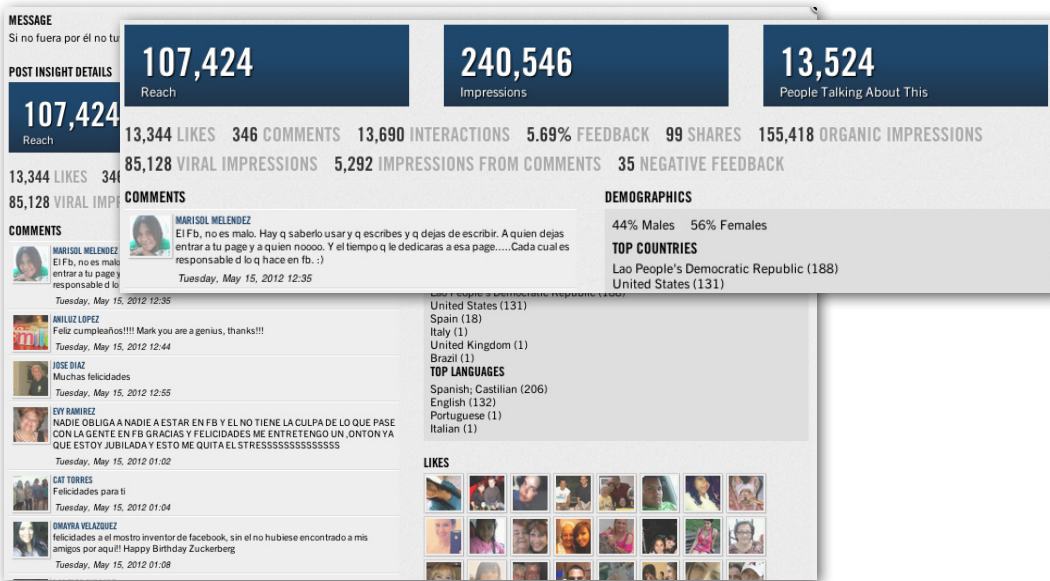 MESSAGE
Si no fuera por él no tu
POST INSIGHT DETAILS
107,424
Reach
13,344 LIKES 346
85,128 VIRAL IMPR
COMMENTS
MARISOL MELENDEZ
El Fb, no es malo
entrar a tu page y
responsable d lo
Tuesday, May 15, 2012 12:35
ANILUZ LOPEZ
Feliz cumpleaños!!!! Mark you are a genius, thanks!!!
Tuesday, May 15, 2012 12:44
JOSE DIAZ
Muchas felicidades
Tuesday, May 15, 2012 12:55
EVY RAMIREZ
NADIE OBLIGA A NADIE A ESTAR EN FB Y EL NO TIENE LA CULPA DE LO QUE PASE
CON LA GENTE EN FB GRACIAS Y FELICIDADES ME ENTRETENGO UN ,ONTON YA
QUE ESTOY JUBILADA Y ESTO ME QUITA EL STRESSSSSSSSSSSSSS
Tuesday, May 15, 2012 01:02
CAT TORRES
Felicidades para ti
Tuesday, May 15, 2012 01:04
OMAYRA VELAZQUEZ
felicidades a el mostro inventor de facebook, sin el no hubiese encontrado a mis
amigos por aqui!! Happy Birthday Zuckerberg
Tuesday, May 15, 2012 01:08
107,424
Reach
240,546
Impressions
13,524
People Talking About This
13,344 LIKES 346 COMMENTS 13,690 INTERACTIONS 5.69% FEEDBACK 99 SHARES 155,418 ORGANIC IMPRESSIONS
85,128 VIRAL IMPRESSIONS 5,292 IMPRESSIONS FROM COMMENTS 35 NEGATIVE FEEDBACK
COMMENTS
MARISOL MELENDEZ
El Fb, no es malo. Hay q saberlo usar y q escribes y q dejas de escribir. A quien dejas
entrar a tu page y a quien noooo. Y el tiempo q le dedicaras a esa page.....Cada cual es
responsable d lo q hace en fb. :)
Tuesday, May 15, 2012 12:35
DEMOGRAPHICS
44% Males 56% Females
TOP COUNTRIES
Lao People's Democratic Republic (188)
United States (131)
Lao People's Democratic Republic (188)
United States (131)
Spain (18)
Italy (1)
United Kingdom (1)
Brazil (1)
TOP LANGUAGES
Spanish; Castilian (206)
English (132)
Portuguese (1)
Italian (1)
LIKES